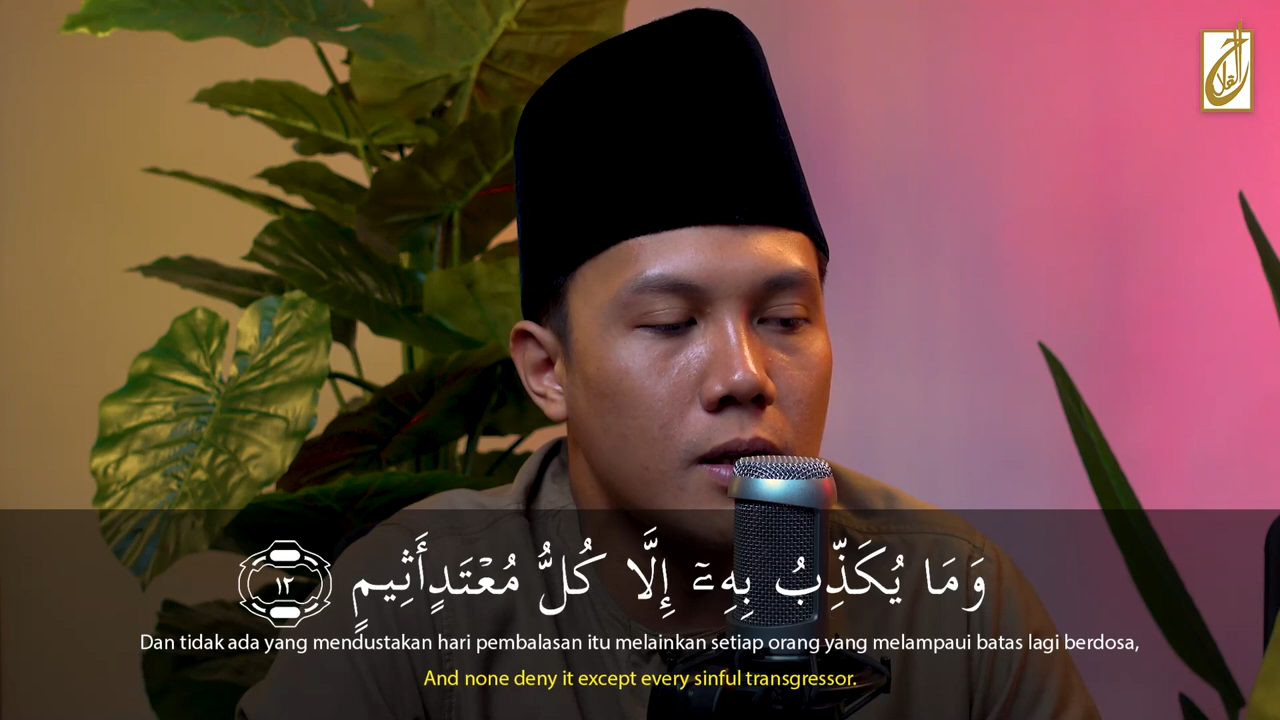 وَمَا يُكَذِّبُ بِهِۦٓ إِلَّا كُلُّ مُعْتَدٍ أَثِيمٍ ١٢
Dan tidak ada yang mendustakan hari pembalasan itu melainkan setiap orang yang melampaui batas lagi berdosa,
And none deny it except every sinful transgressor.